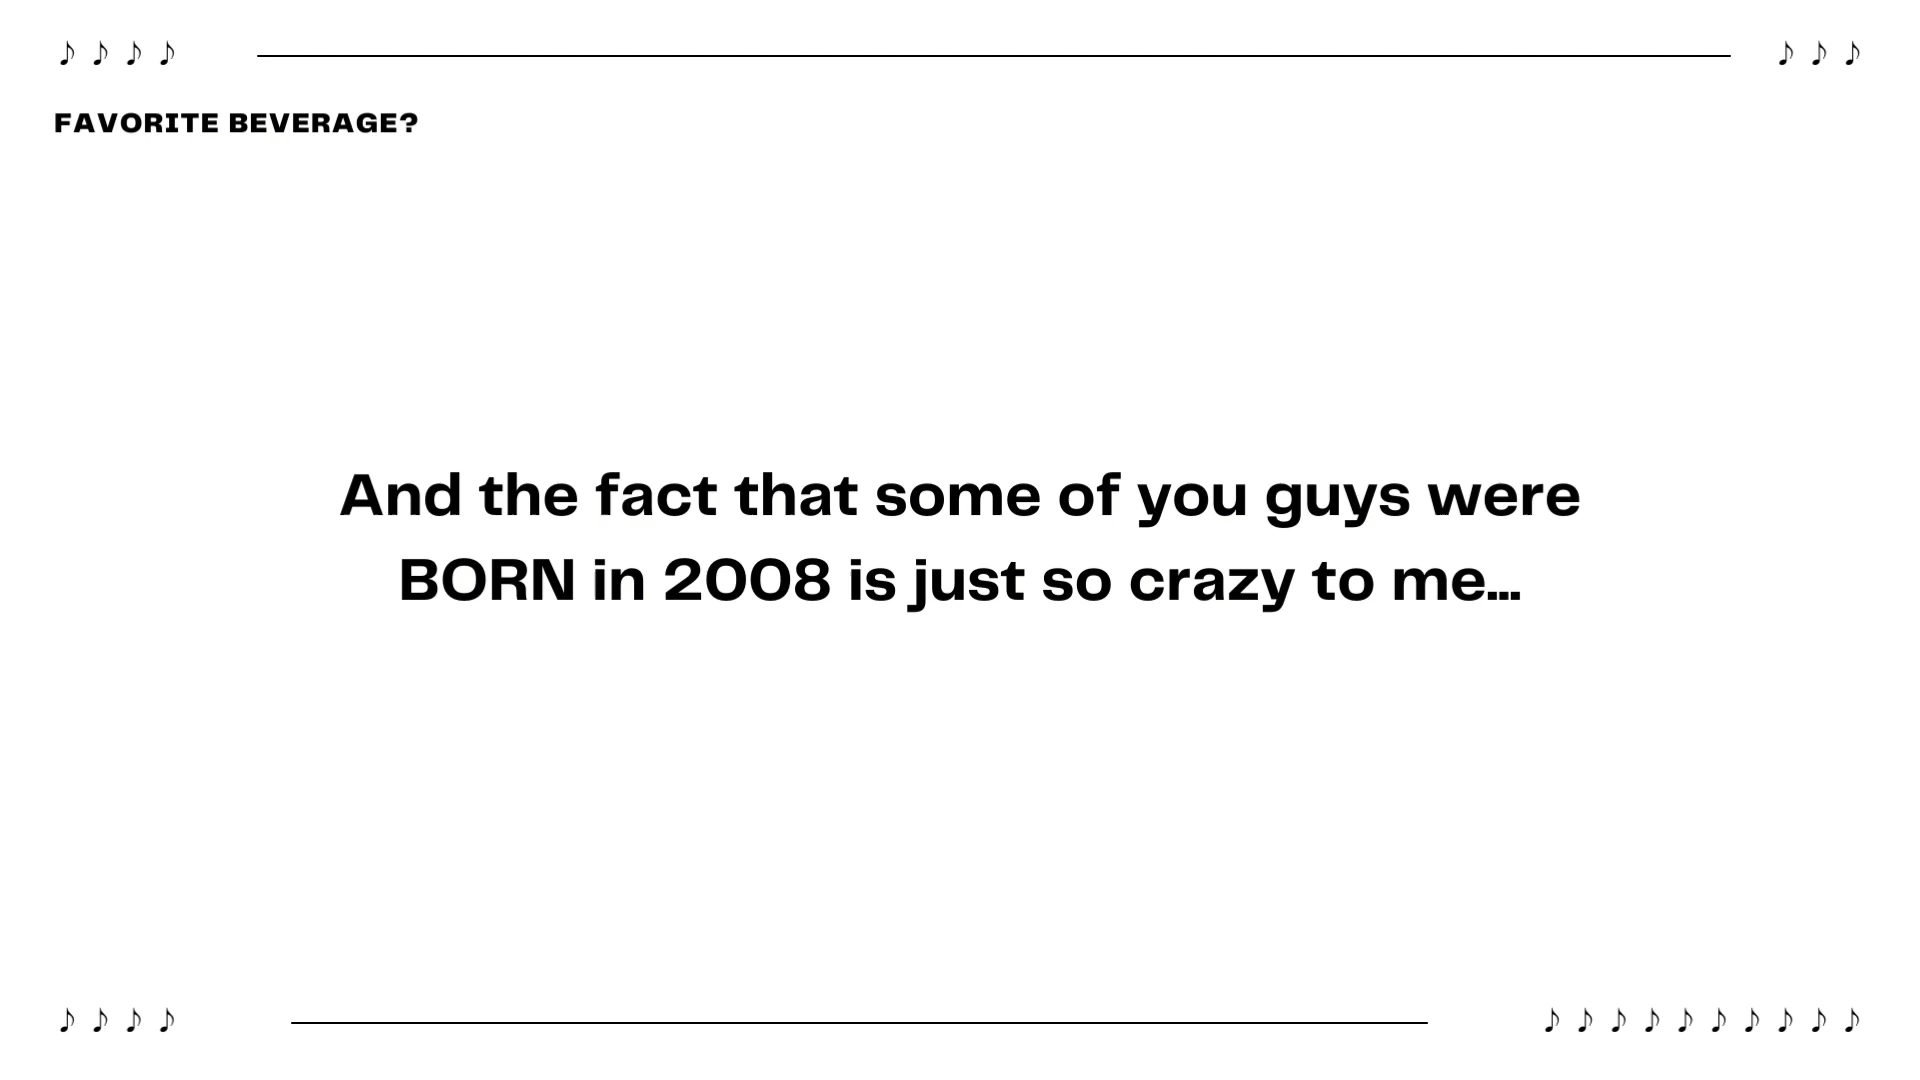 ♪ ♪ ♪ ♪ ♪ ♪ ♪
FAVORITE BEVERAGE?
And the fact that some of you guys were
BORN in 2008 is just so crazy to me...
♪ ♪ ♪ ♪ ♪ ♪ ♪ ♪ ♪ ♪ ♪ ♪ ♪ ♪